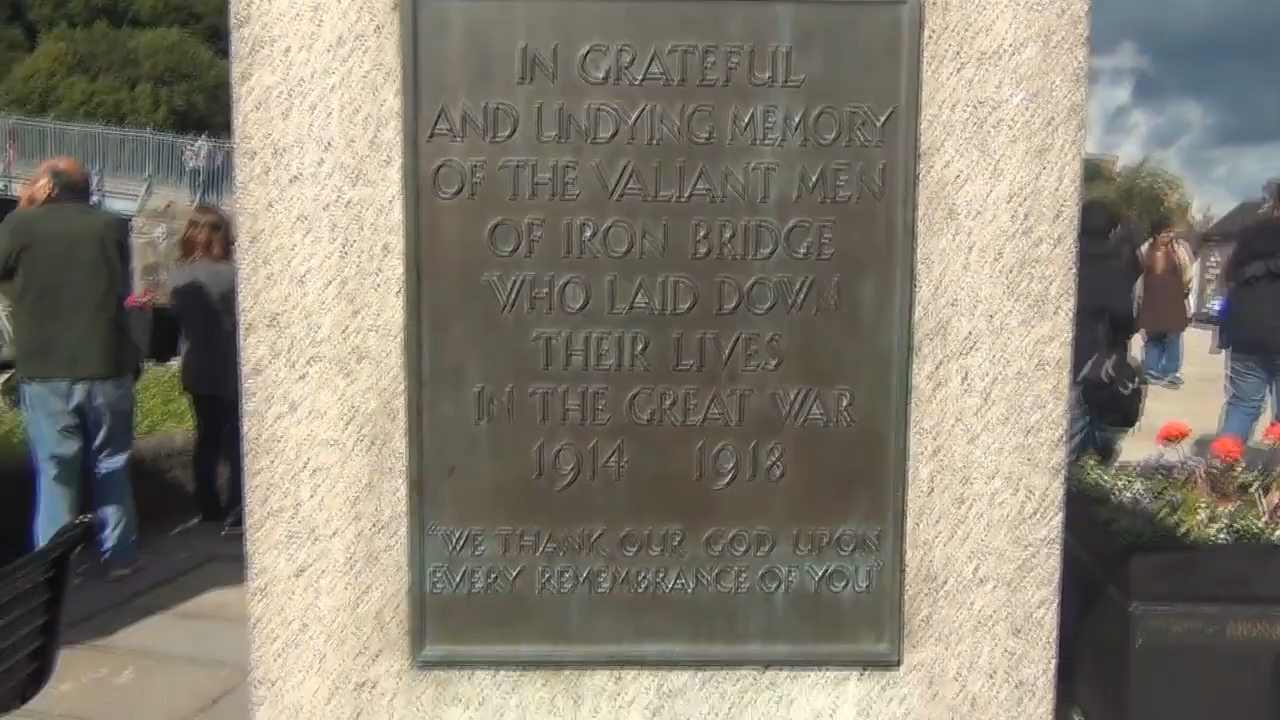 IN GRATEFUL
AND UNDYING MEMORY
OF THE VALIANT MEN
OF IRON BRIDGE
WHO LAID DOWN
THEIR LIVES
IN THE GREAT WAR
1914 1918
"WE THANK OUR GOD UPON
EVERY REMEMBRANCE OF YOU"